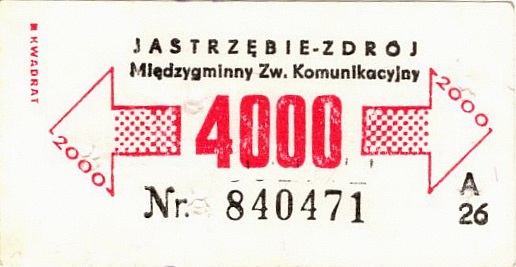 JASTRZĘBIE-ZDRÓJ
Międzygminny Zw. Komunikacyjny
KWADRAT
2000
4000
2000
Nr. 840471
A
26